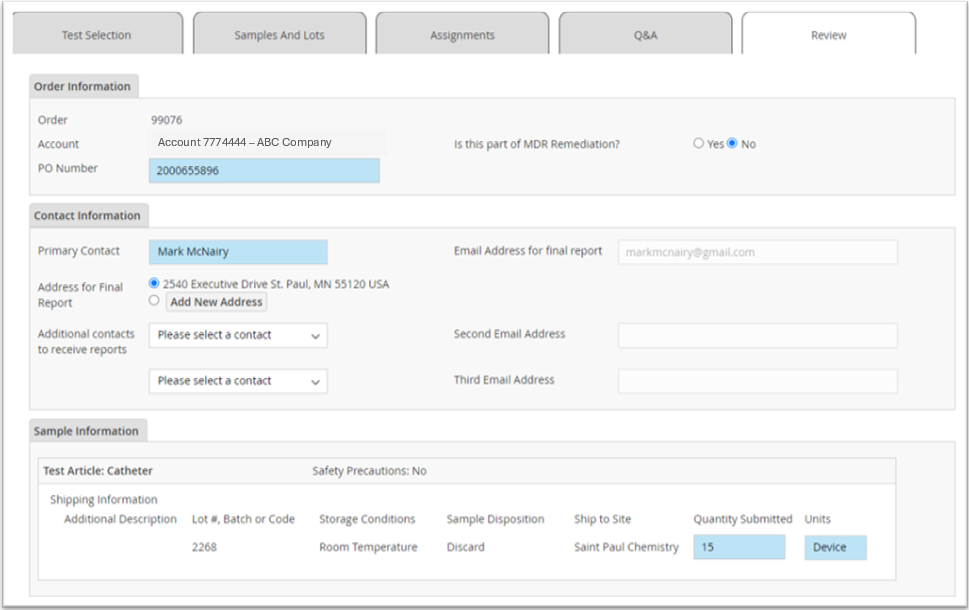 Test Selection
Samples And Lots
Assignments
Q&A
Review
Order Information
Order 99076
Account Account 7774444 – ABC Company Is this part of MDR Remediation? Yes No
PO Number 2000655896
Contact Information
Primary Contact Mark McNairy Email Address for final report markmcnairy@gmail.com
Address for Final 2540 Executive Drive St. Paul, MN 55120 USA
Report Add New Address
Additional contacts Please select a contact Second Email Address
to receive reports
Please select a contact Third Email Address
Sample Information
Test Article: Catheter Safety Precautions: No
Shipping Information
Additional Description Lot #, Batch or Code Storage Conditions Sample Disposition Ship to Site Quantity Submitted Units
2268 Room Temperature Discard Saint Paul Chemistry 15 Device